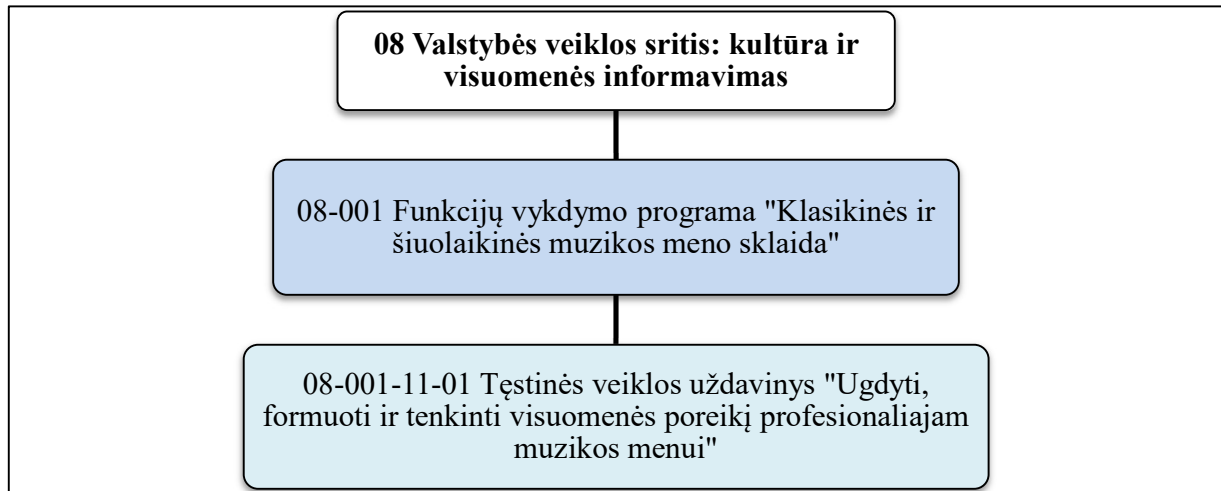 08 Valstybės veiklos sritis: kultūra ir
visuomenės informavimas
08-001 Funkcijų vykdymo programa "Klasikinės ir
šiuolaikinės muzikos meno sklaida"
08-001-11-01 Tęstinės veiklos uždavinys "Ugdyti,
formuoti ir tenkinti visuomenės poreikį profesionaliajam
muzikos menui"